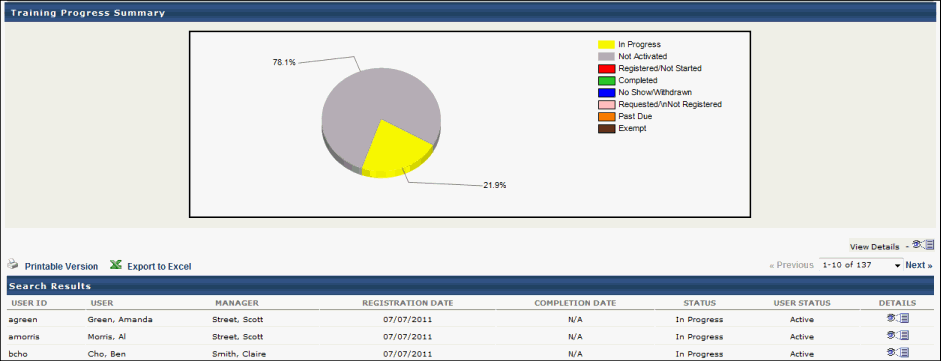 Training Progress Summary
78.1%
21.9%
In Progress
Not Activated
Registered/Not Started
Completed
No Show/Withdrawn
Requested/\nNot Registered
Past Due
Exempt
View Details -
Printable Version Export to Excel « Previous 1-10 of 137 Next »
Search Results
USER ID USER MANAGER REGISTRATION DATE COMPLETION DATE STATUS USER STATUS DETAILS
agreen Green, Amanda Street, Scott 07/07/2011 N/A In Progress Active
amorris Morris, Al Street, Scott 07/07/2011 N/A In Progress Active
bcho Cho, Ben Smith, Claire 07/07/2011 N/A In Progress Active